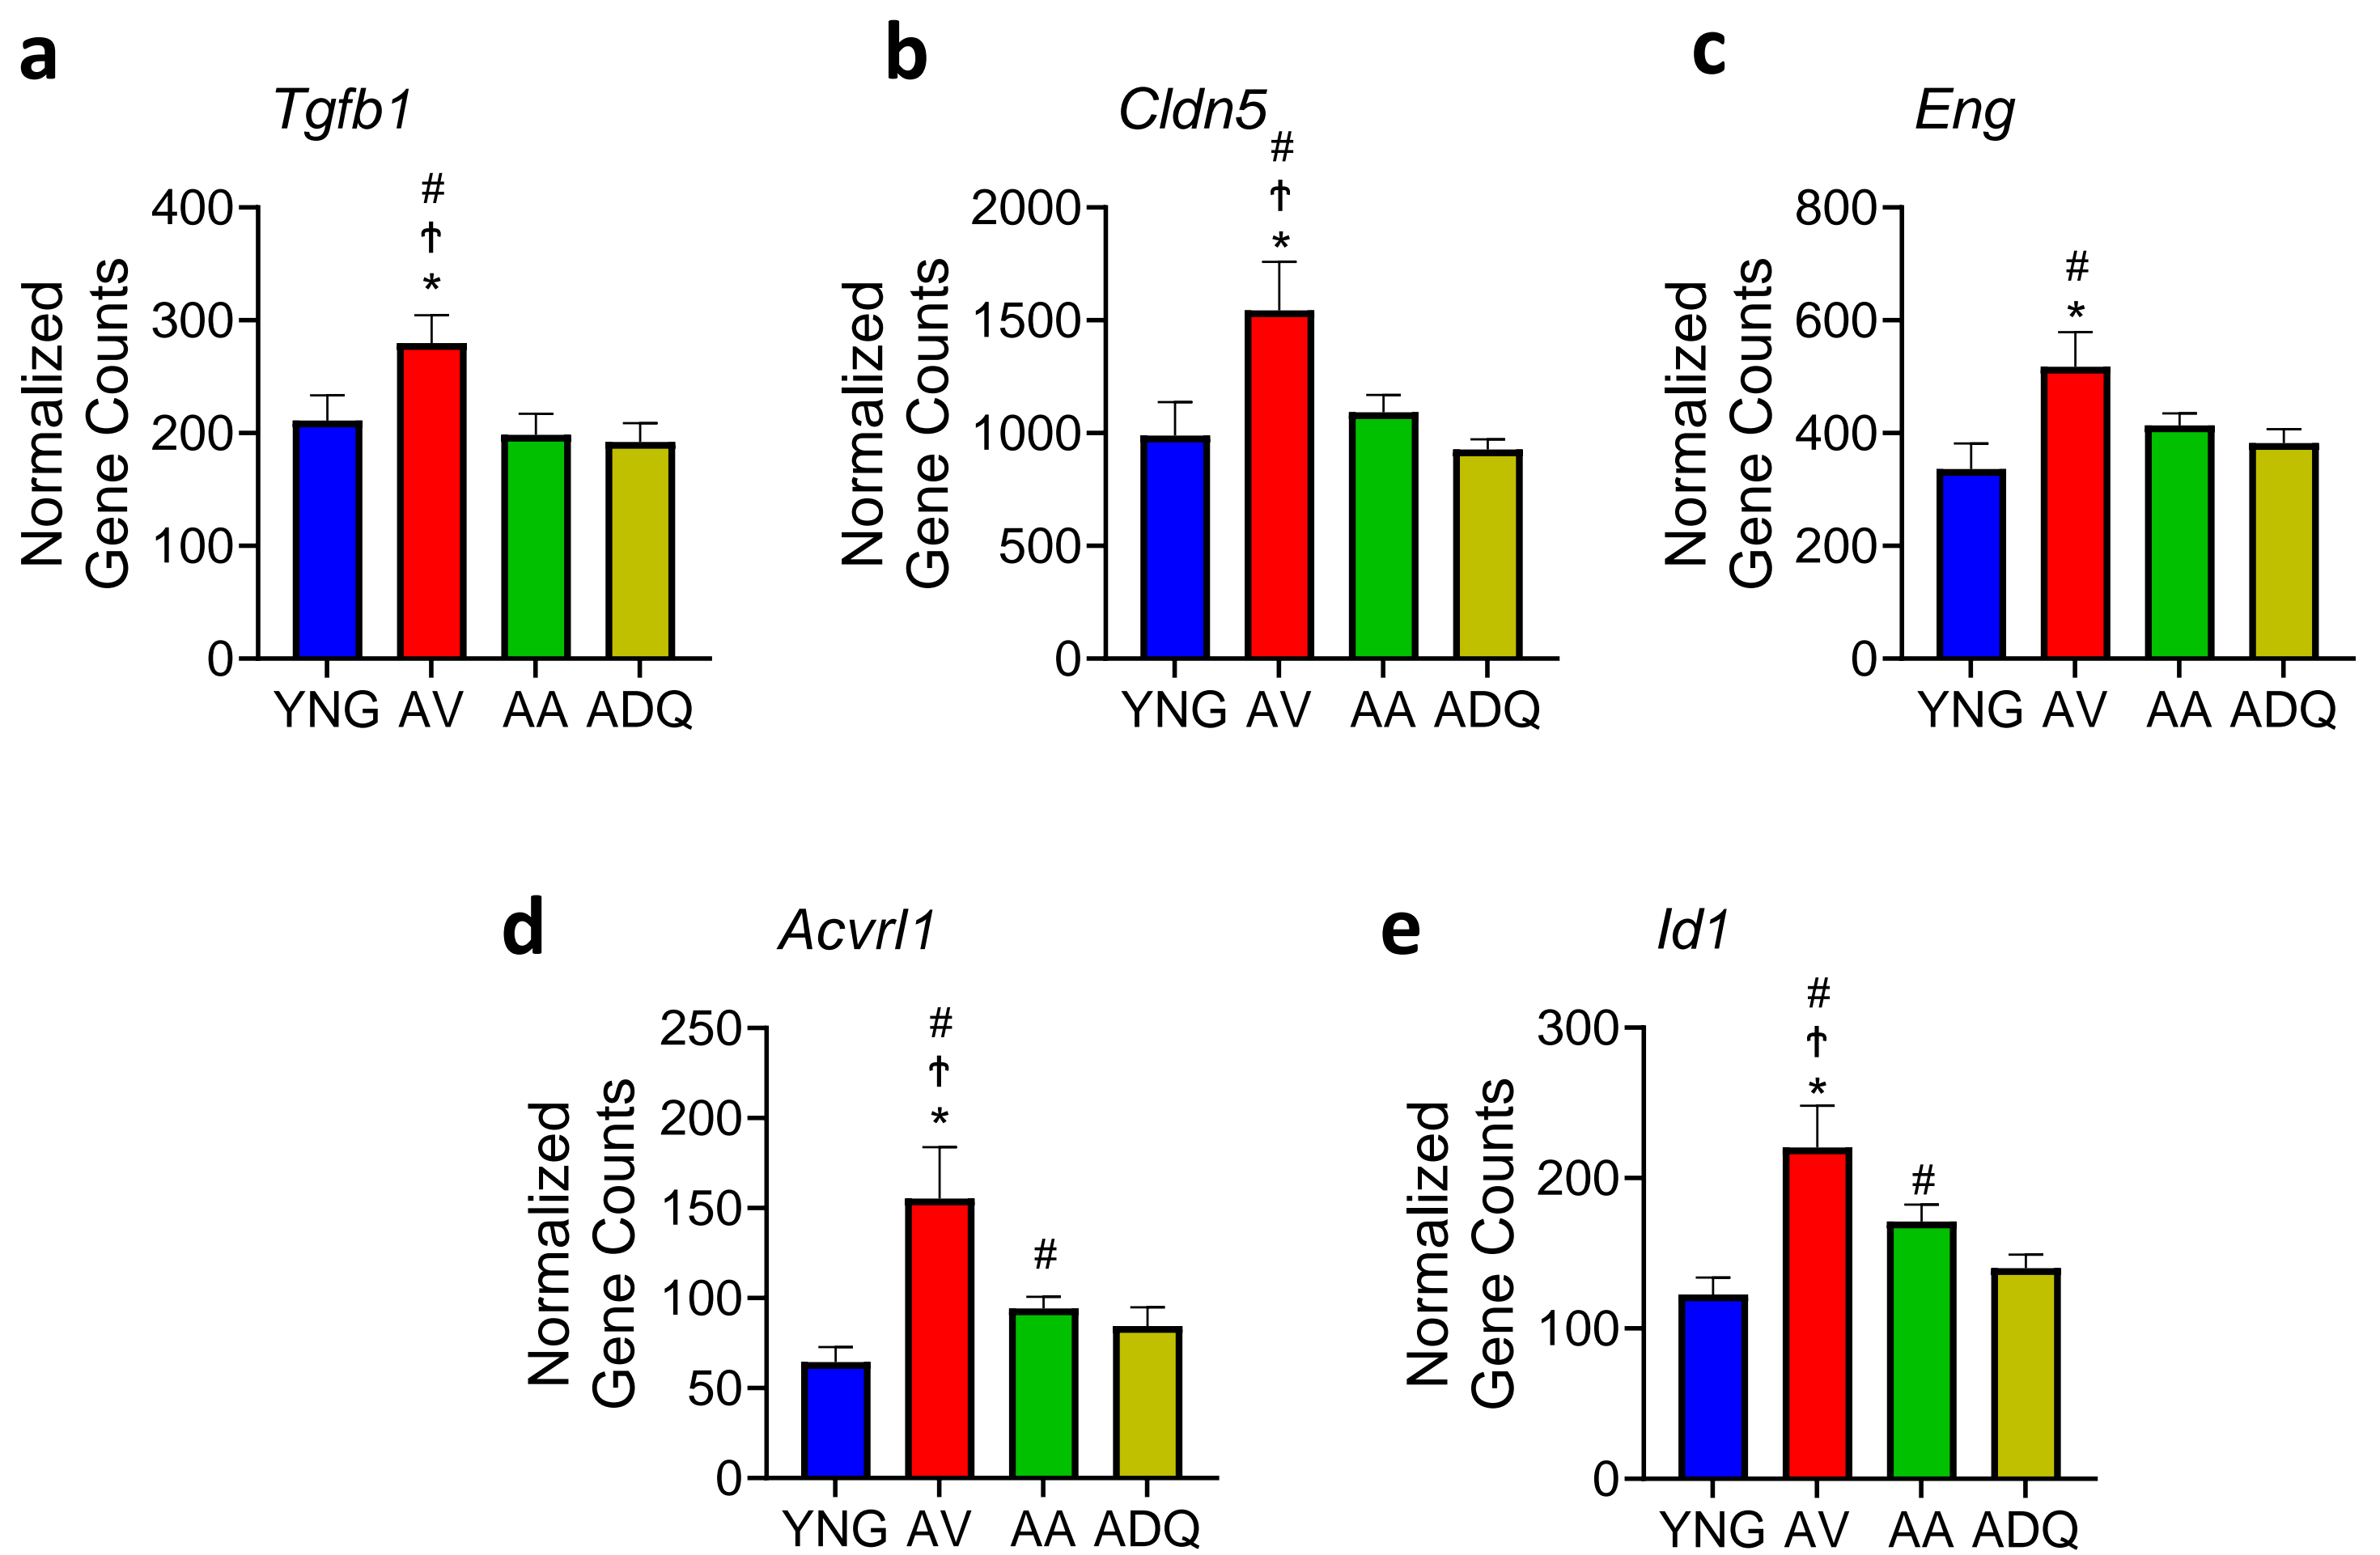 a
Tgfb1
Normalized
Gene Counts
400
300
200
100
0
#
†
*
YNG AV AA ADQ
b
Cldn5
Normalized
Gene Counts
2000
1500
1000
500
0
#
†
*
YNG AV AA ADQ
c
Eng
Normalized
Gene Counts
800
600
400
200
0
#
*
YNG AV AA ADQ
d
Acvrl1
Normalized
Gene Counts
250
200
150
100
50
0
#
†
*
#
YNG AV AA ADQ
e
Id1
Normalized
Gene Counts
300
200
100
0
#
†
*
#
YNG AV AA ADQ